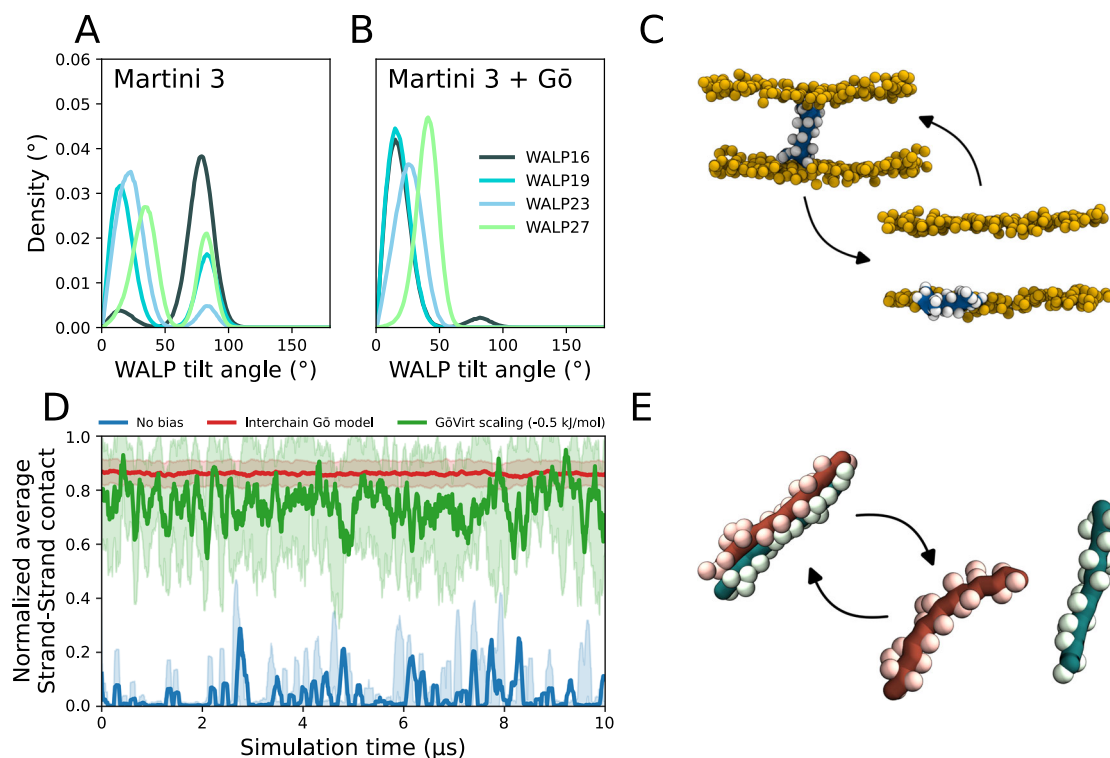 A
B
C
Martini 3
Martini 3 + Gō
0.06
0.05
0.04
0.03
0.02
0.01
0.00
Density (°)
WALP16
WALP19
WALP23
WALP27
0
50
100
150
0
50
100
150
WALP tilt angle (°)
WALP tilt angle (°)
D
No bias
Interchain Gō model
GōVirt scaling (-0.5 kJ/mol)
E
1.0
0.8
0.6
0.4
0.2
0.0
Normalized average
Strand-Strand contact
0
2
4
6
8
10
Simulation time (μs)